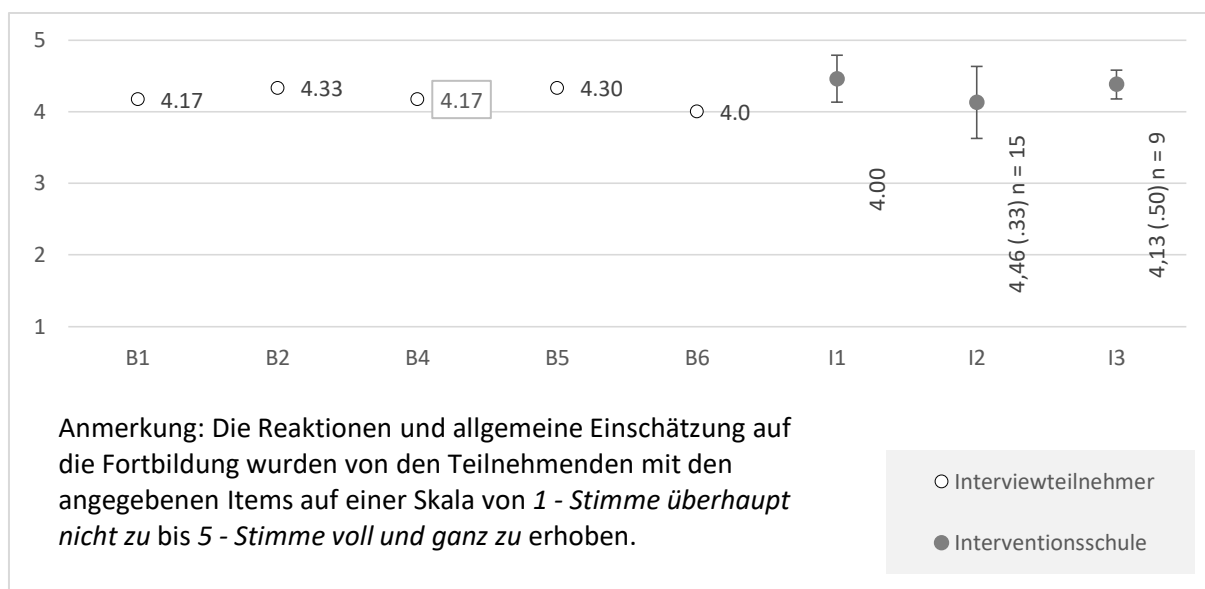 5
4
3
2
1
4.17
4.33
4.17
4.30
4.0
4.00
4,46 (.33) n = 15
4,13 (.50) n = 9
B1
B2
B4
B5
B6
I1
I2
I3
Anmerkung: Die Reaktionen und allgemeine Einschätzung auf
die Fortbildung wurden von den Teilnehmenden mit den
angegebenen Items auf einer Skala von 1 - Stimme überhaupt
nicht zu bis 5 - Stimme voll und ganz zu erhoben.
Interviewteilnehmer
Interventionsschule